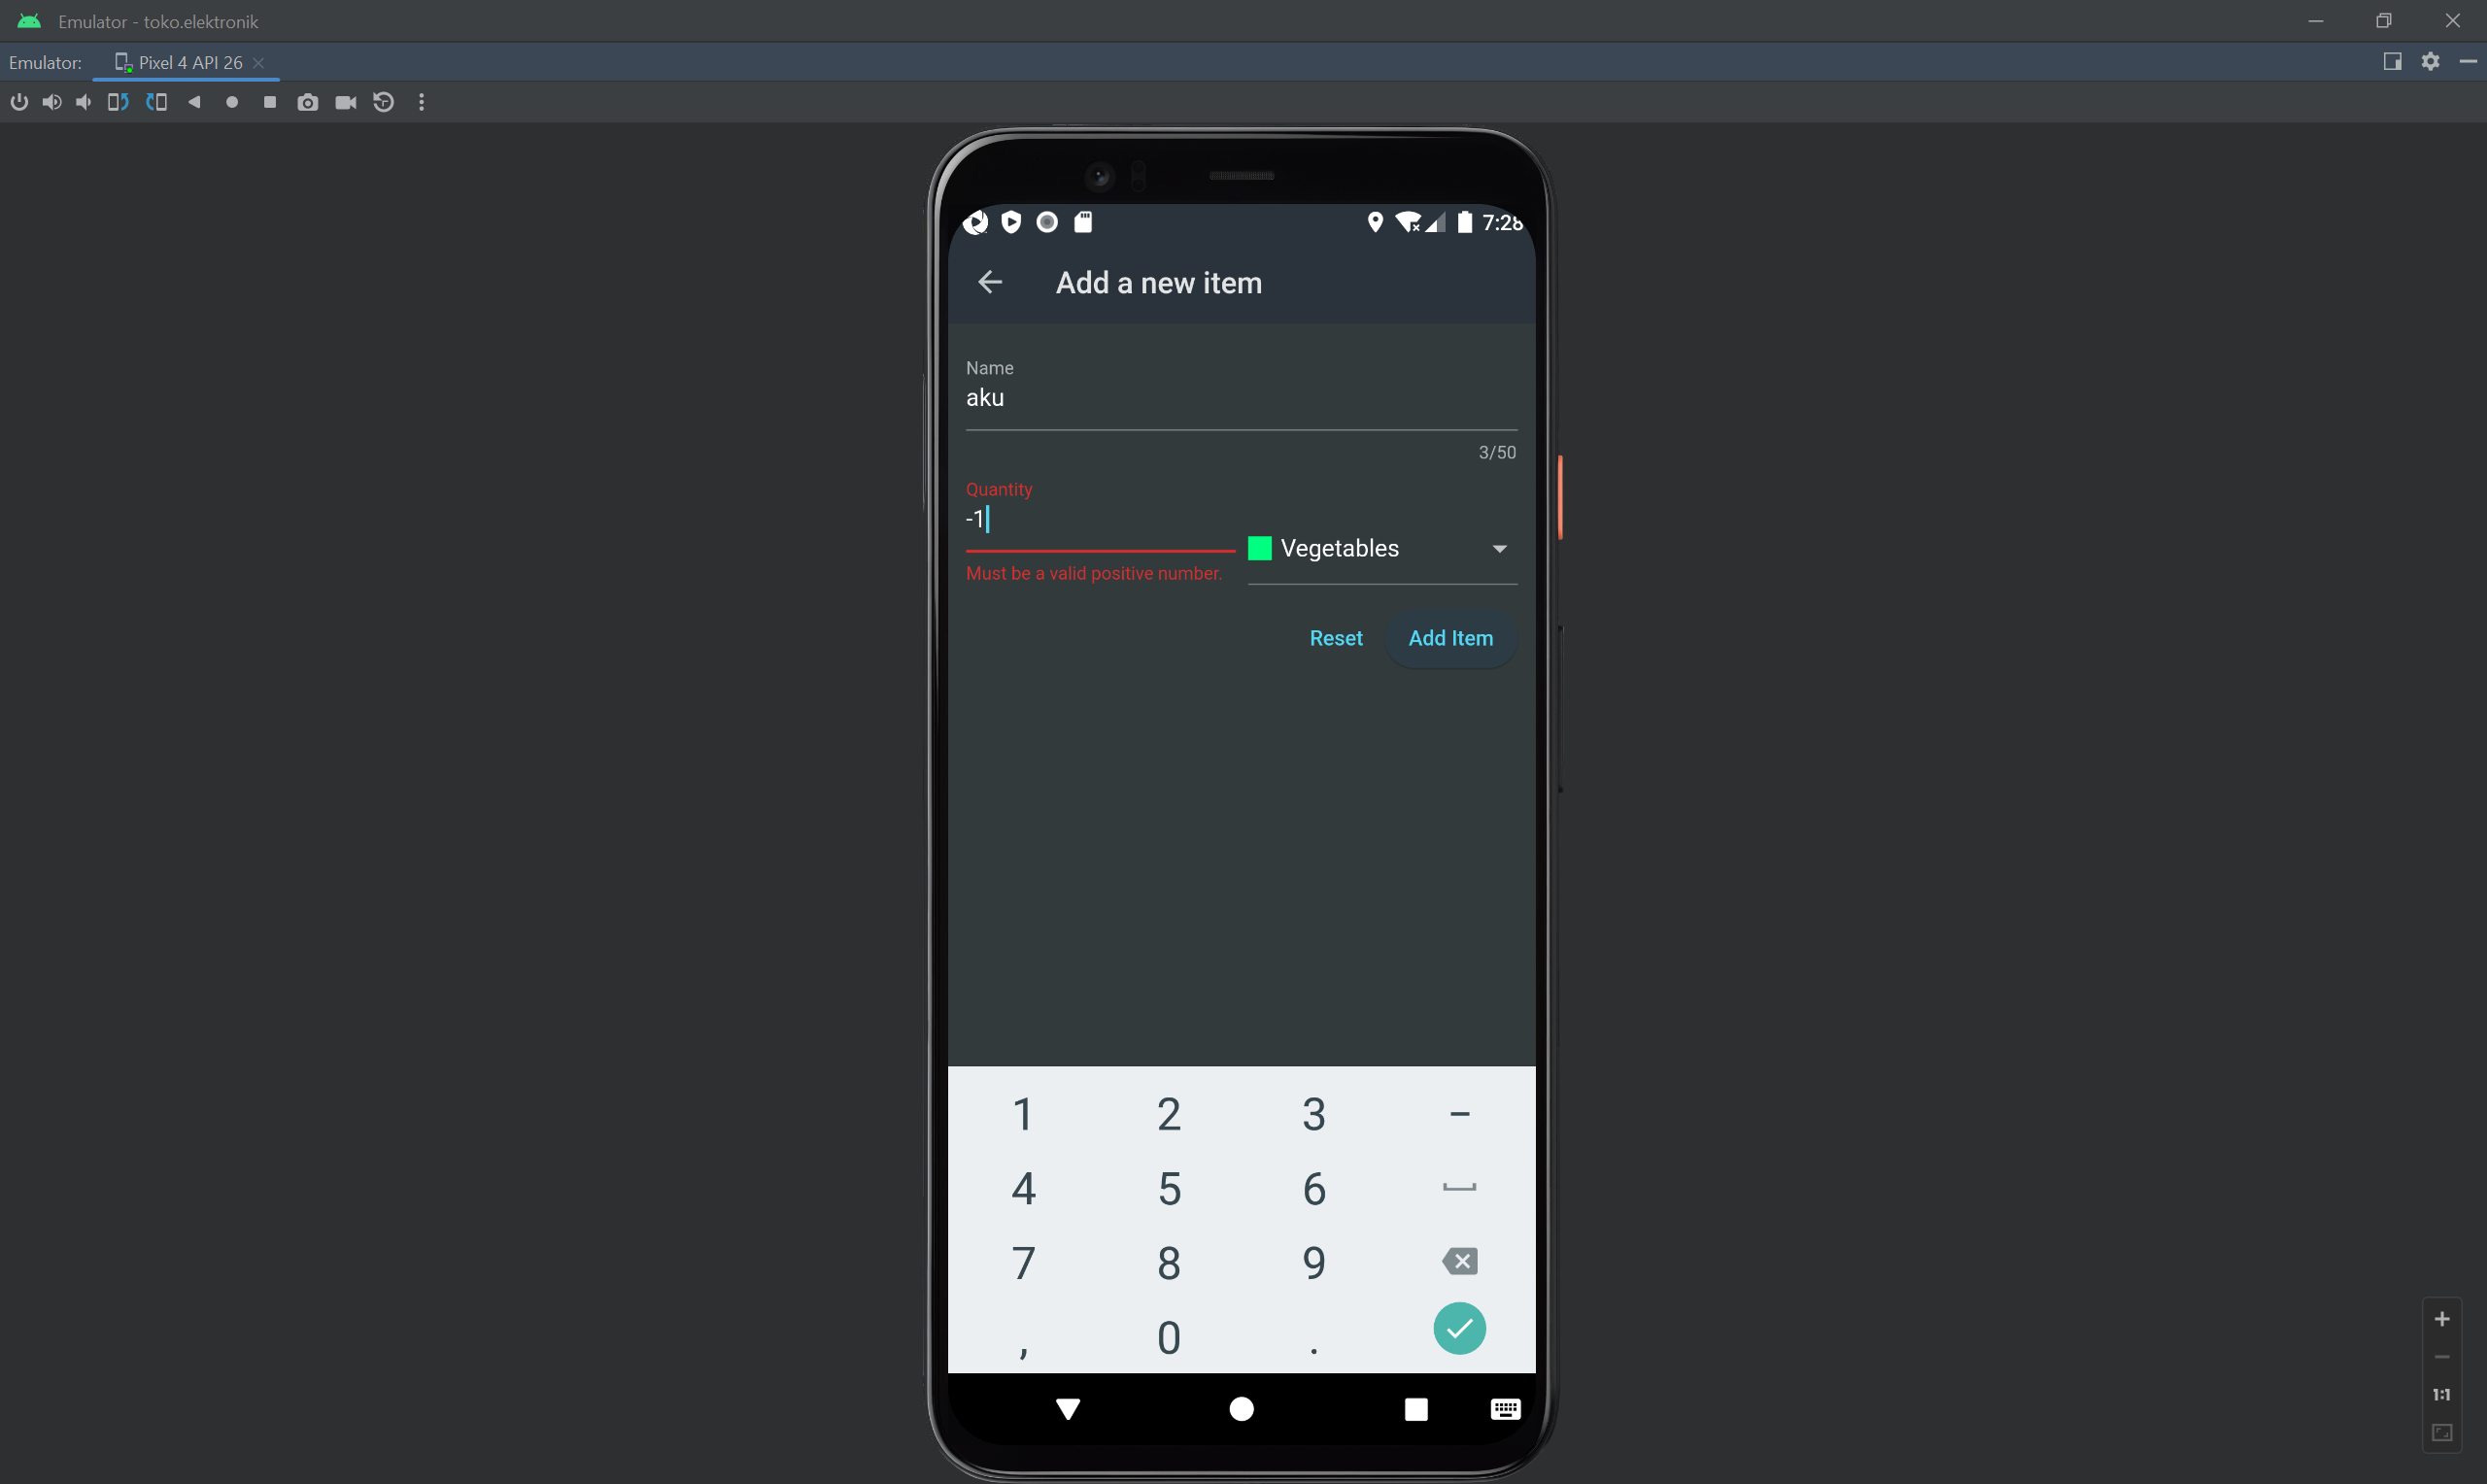 Emulator - toko.elektronik
Emulator: Pixel 4 API 26
7:28
Add a new item
Name
aku
3/50
Quantity
-1
Vegetables
Must be a valid positive number.
Reset Add Item
1 2 3 –
4 5 6
7 8 9
, 0 .
1:1